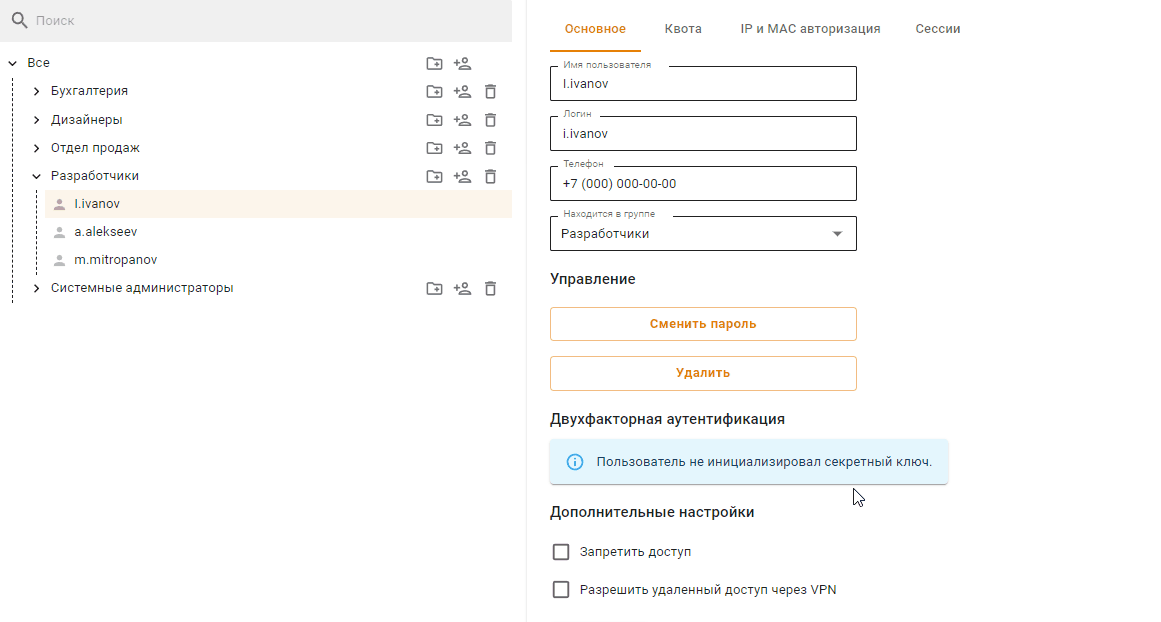 Поиск
Все
Бухгалтерия
Дизайнеры
Отдел продаж
Разработчики
I.ivanov
a.alekseev
m.mitropanov
Системные администраторы
Основное Квота IP и MAC авторизация Сессии
Имя пользователя
I.ivanov
Логин
i.ivanov
Телефон
+7 (000) 000-00-00
Находится в группе
Разработчики
Управление
Сменить пароль
Удалить
Двухфакторная аутентификация
Пользователь не инициализировал секретный ключ.
Дополнительные настройки
Запретить доступ
Разрешить удаленный доступ через VPN